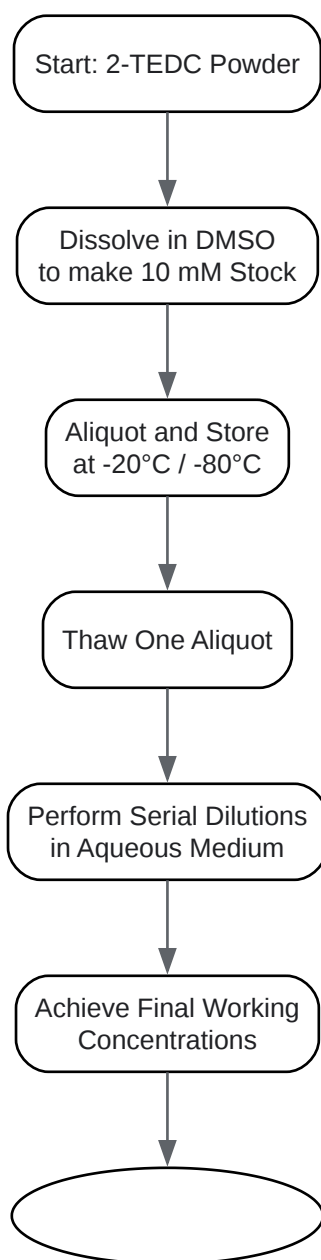 Start: 2-TEDC Powder
Dissolve in DMSO
to make 10 mM Stock
Aliquot and Store
at -20°C / -80°C
Thaw One Aliquot
Perform Serial Dilutions
in Aqueous Medium
Achieve Final Working
Concentrations